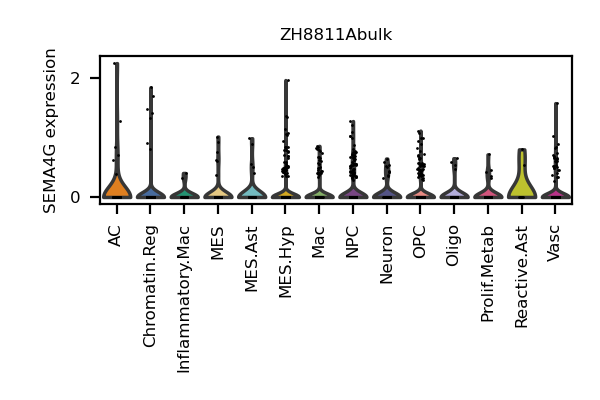 ZH8811Abulk
SEMA4G expression
2
0
AC
Chromatin.Reg
Inflammatory.Mac
MES
MES.Ast
MES.Hyp
Mac
NPC
Neuron
OPC
Oligo
Prolif.Metab
Reactive.Ast
Vasc